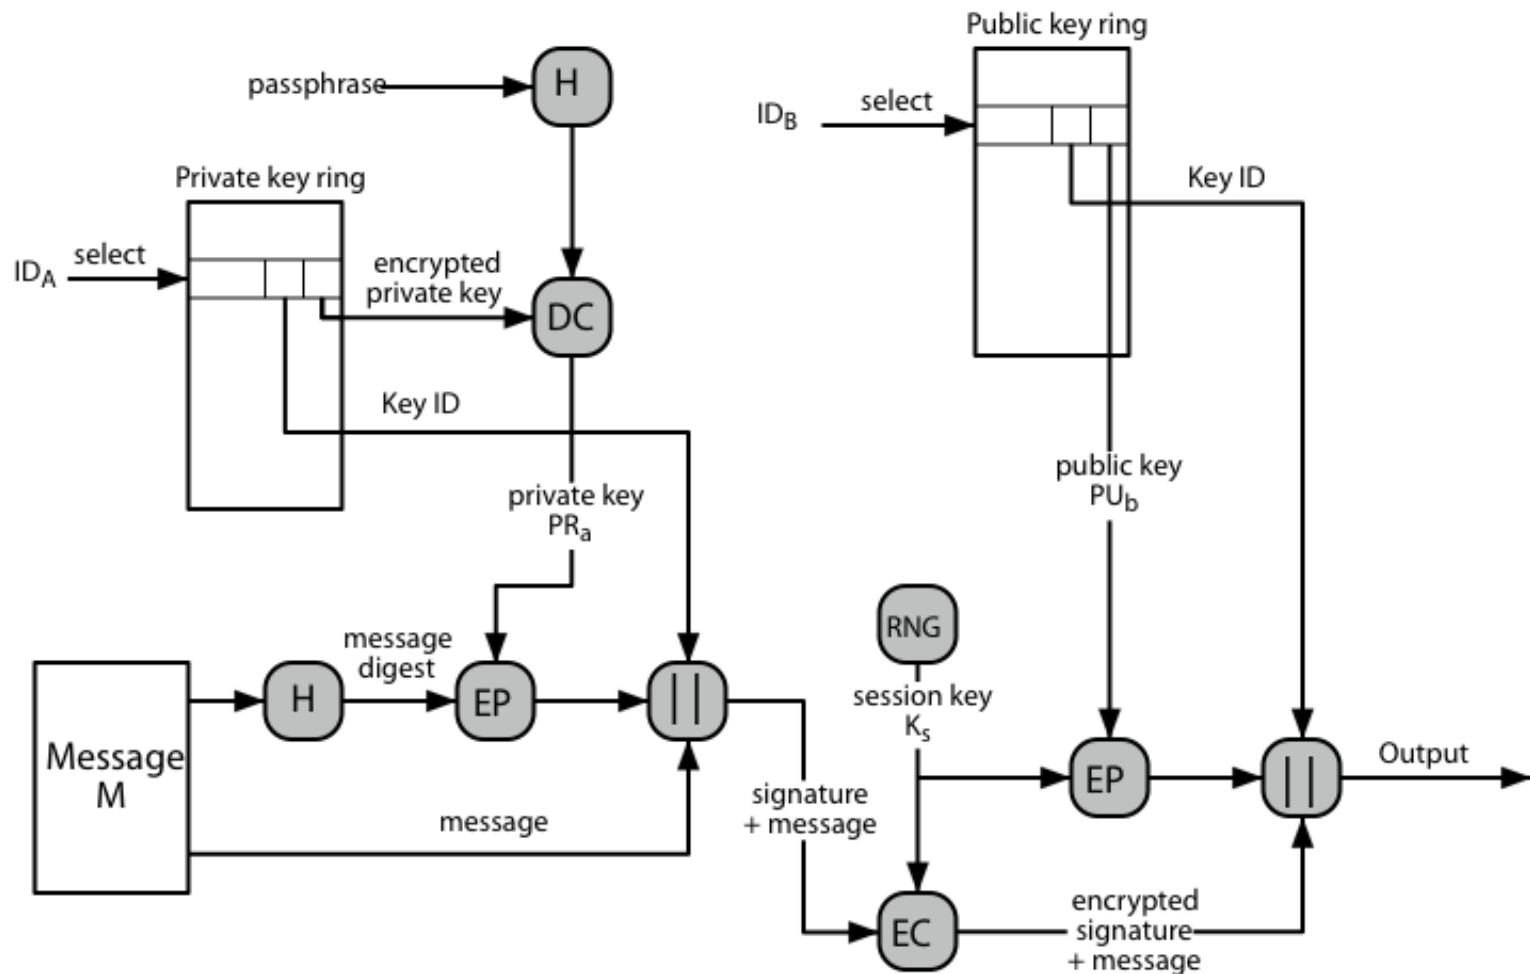 Public key ring
passphrase
H
ID_B
select
Private key ring
Key ID
ID_A
select
encrypted
private key
DC
Key ID
public key
PU_b
private key
PR_a
RNG
message
digest
session key
K_s
H
EP
||
Message
M
EP
||
Output
signature
+ message
message
EC
encrypted
signature
+ message